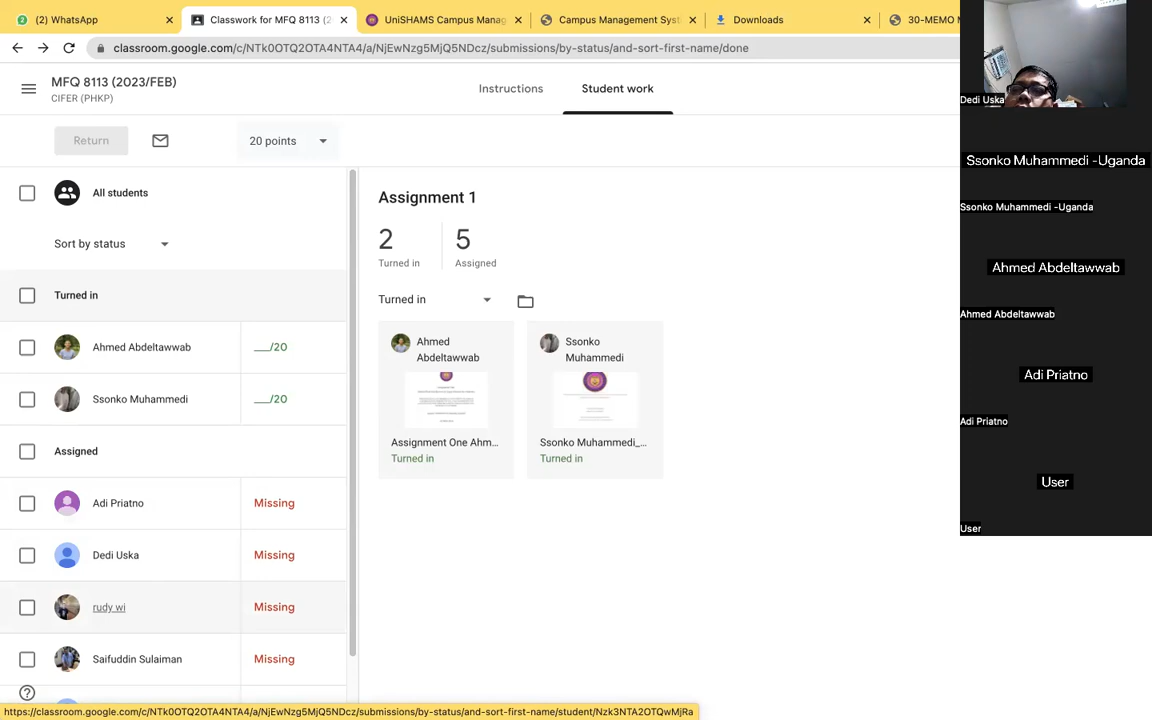 (2) WhatsApp
Classwork for MFQ 8113 (2
UniSHAMS Campus Manag
Campus Management Syst
Downloads
30-MEMO M
classroom.google.com/c/NTk0OTQ2OTA4NTA4/a/NjEwNzg5MjQ5NDcz/submissions/by-status/and-sort-first-name/done
MFQ 8113 (2023/FEB)
CIFER (PHKP)
Instructions
Student work
Return
20 points
All students
Sort by status
Turned in
Ahmed Abdeltawwab
__/20
Ssonko Muhammedi
__/20
Assigned
Adi Priatno
Missing
Dedi Uska
Missing
rudy wi
Missing
Saifuddin Sulaiman
Missing
Assignment 1
2
Turned in
5
Assigned
Turned in
Ahmed
Abdeltawwab
Assignment One Ahm...
Turned in
Ssonko
Muhammedi
Ssonko Muhammedi_...
Turned in
Dedi Uska
Ssonko Muhammedi -Uganda
Ssonko Muhammedi -Uganda
Ahmed Abdeltawwab
Ahmed Abdeltawwab
Adi Priatno
Adi Priatno
User
User
https://classroom.google.com/c/NTk0OTQ2OTA4NTA4/a/NjEwNzg5MjQ5NDcz/submissions/by-status/and-sort-first-name/student/Nzk3NTA2OTQwMjRa